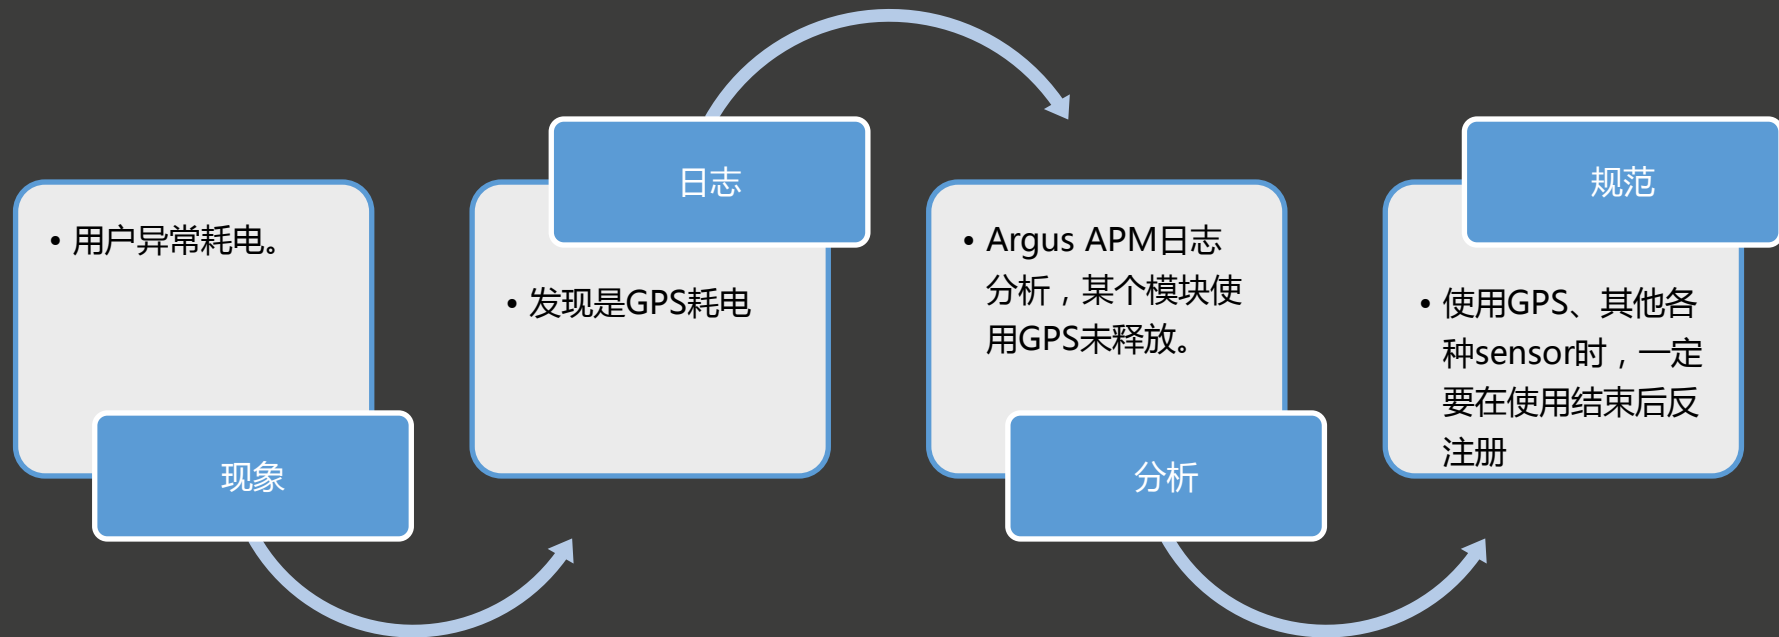 • 用户异常耗电。
现象
日志
• 发现是GPS耗电
• Argus APM日志
分析，某个模块使
用GPS未释放。
分析
规范
• 使用GPS、其他各
种sensor时，一定
要在使用结束后反
注册